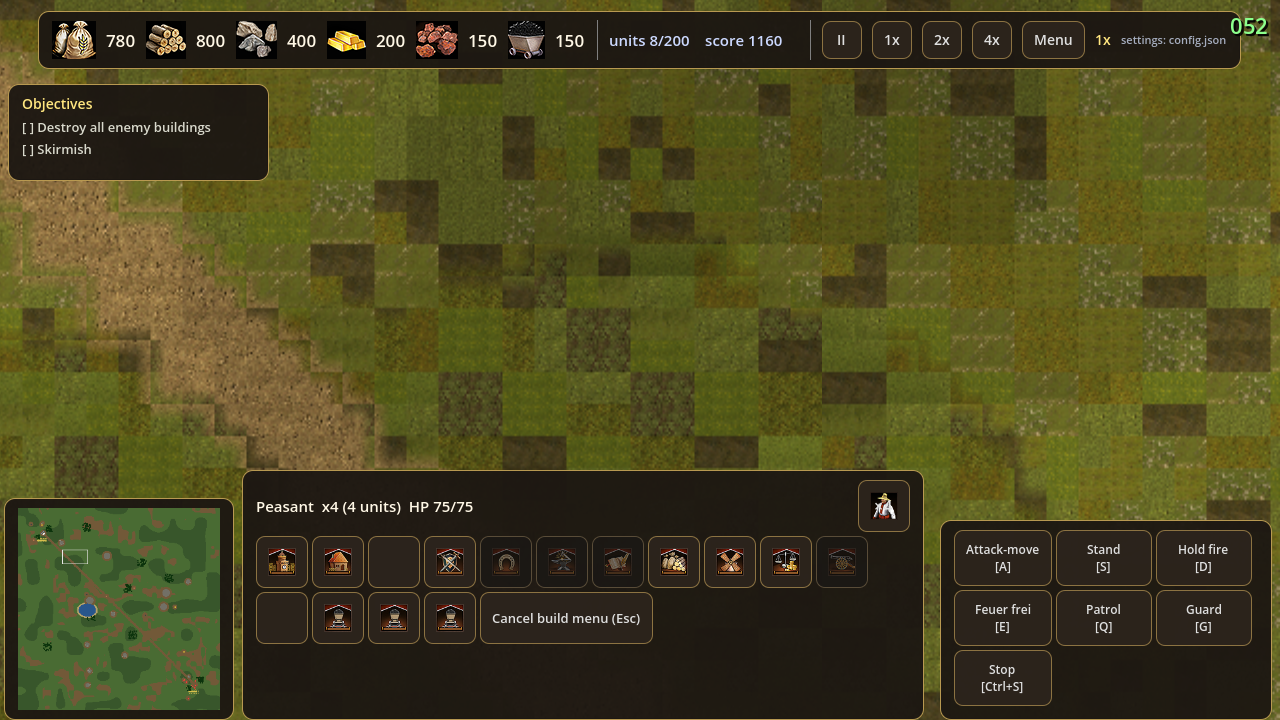 780 800 400 200 150 150 units 8/200 score 1160 II 1x 2x 4x Menu 1x settings: config.json 052
Objectives
[ ] Destroy all enemy buildings
[ ] Skirmish
Peasant x4 (4 units) HP 75/75
Cancel build menu (Esc)
Attack-move
[A]
Stand
[S]
Hold fire
[D]
Feuer frei
[E]
Patrol
[Q]
Guard
[G]
Stop
[Ctrl+S]